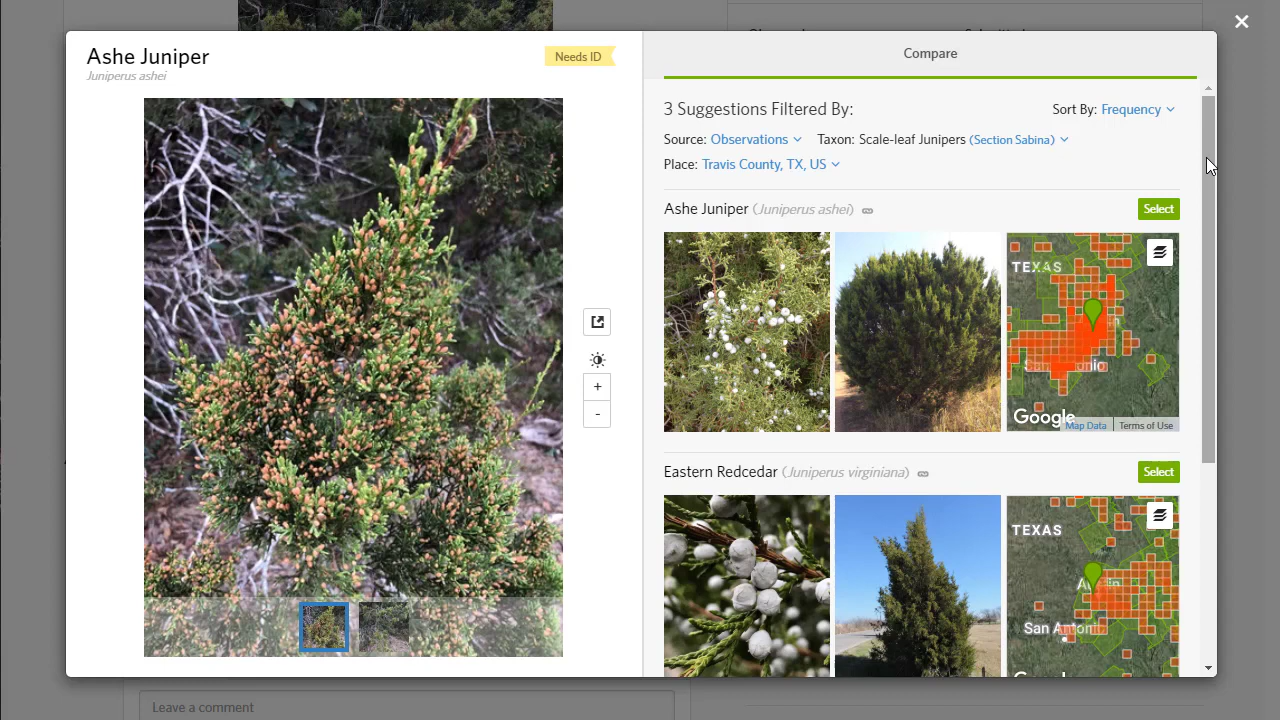 Ashe Juniper
Juniperus ashei
Needs ID
+
-
Compare
3 Suggestions Filtered By:
Sort By: Frequency
Source: Observations Taxon: Scale-leaf Junipers (Section Sabina)
Place: Travis County, TX, US
Ashe Juniper (Juniperus ashei)
Select
TEXAS
Google
Map Data
Terms of Use
Eastern Redcedar (Juniperus virginiana)
Select
TEXAS
Austin
San Antonio
Leave a comment